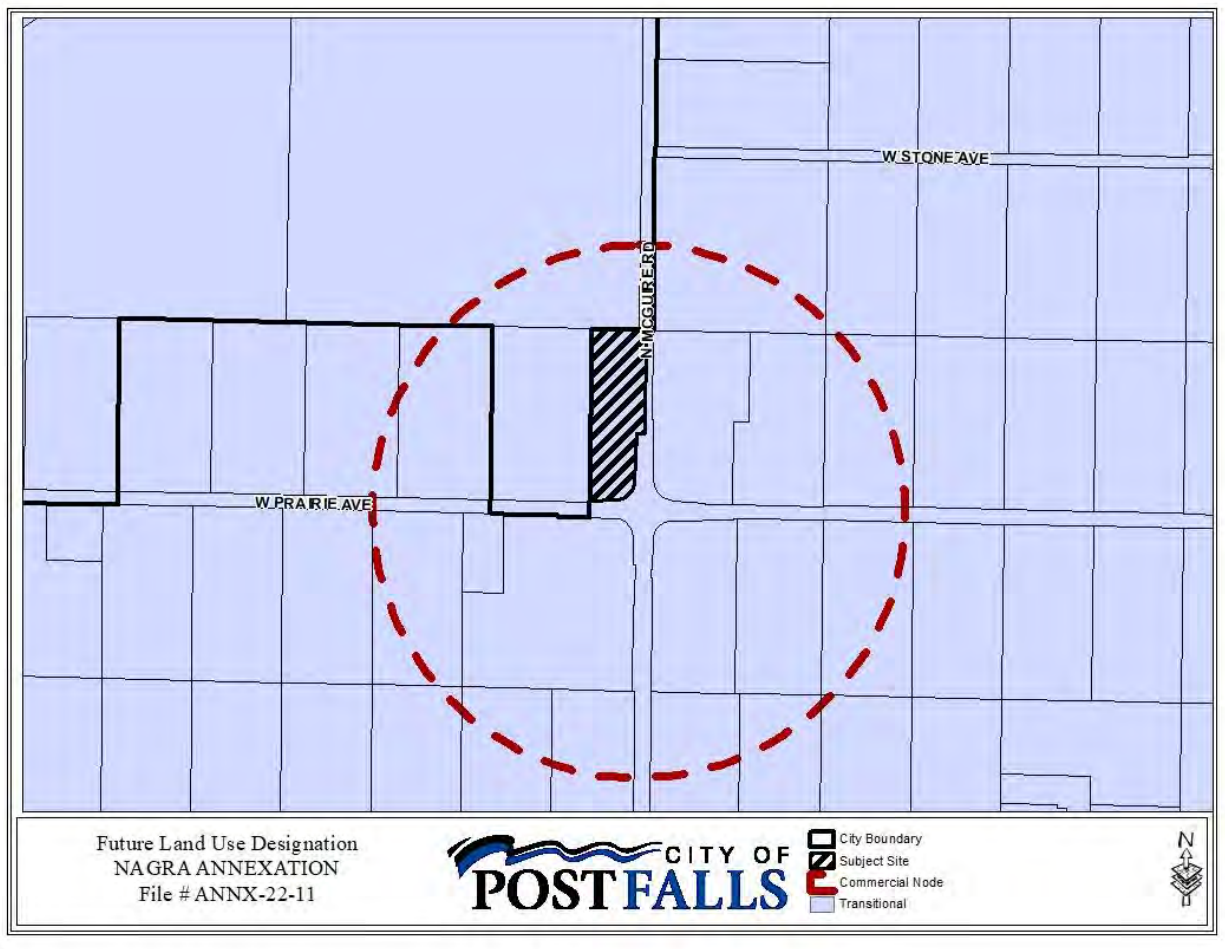 W STONE AVE
N MCGUIRE RD
W PRAIRIE AVE
Future Land Use Designation
NAGRA ANNEXATION
File # ANNX-22-11
CITY OF
POST FALLS
City Boundary
Subject Site
Commercial Node
Transitional
N